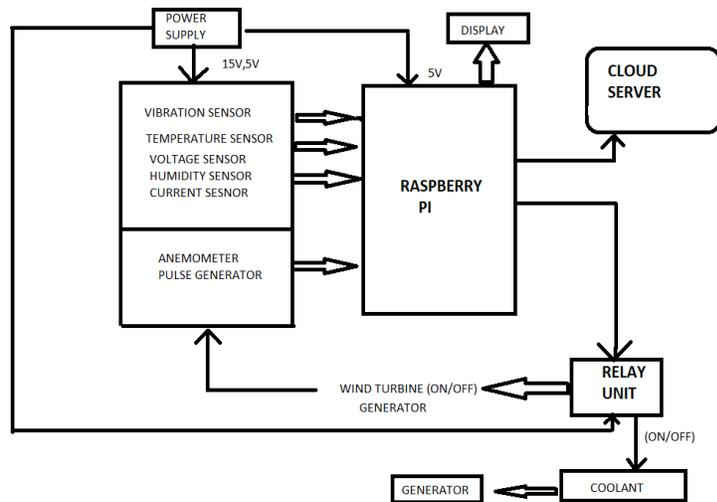 POWER
SUPPLY
DISPLAY
15V,5V
5V
CLOUD
SERVER
VIBRATION SENSOR
TEMPERATURE SENSOR
VOLTAGE SENSOR
HUMIDITY SENSOR
CURRENT SESNOR
RASPBERRY
PI
ANEMOMETER
PULSE GENERATOR
RELAY
UNIT
WIND TURBINE (ON/OFF)
GENERATOR
(ON/OFF)
GENERATOR
COOLANT